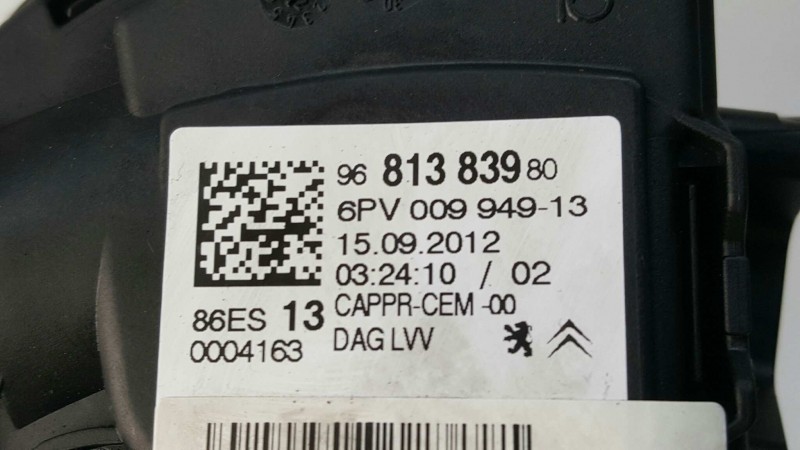 96 813 839 80
6PV 009 949-13
15.09.2012
03:24:10 / 02
CAPPR-CEM -00
DAG LVV
86ES 13
0004163